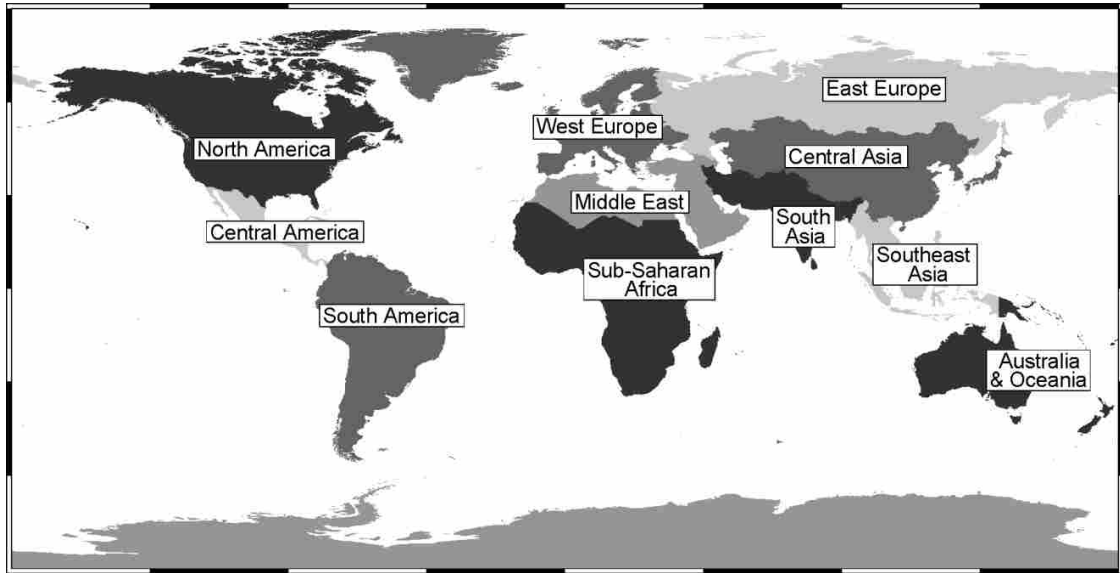 East Europe
West Europe
North America
Central Asia
Middle East
South
Asia
Central America
Southeast
Asia
Sub-Saharan
Africa
South America
Australia
& Oceania